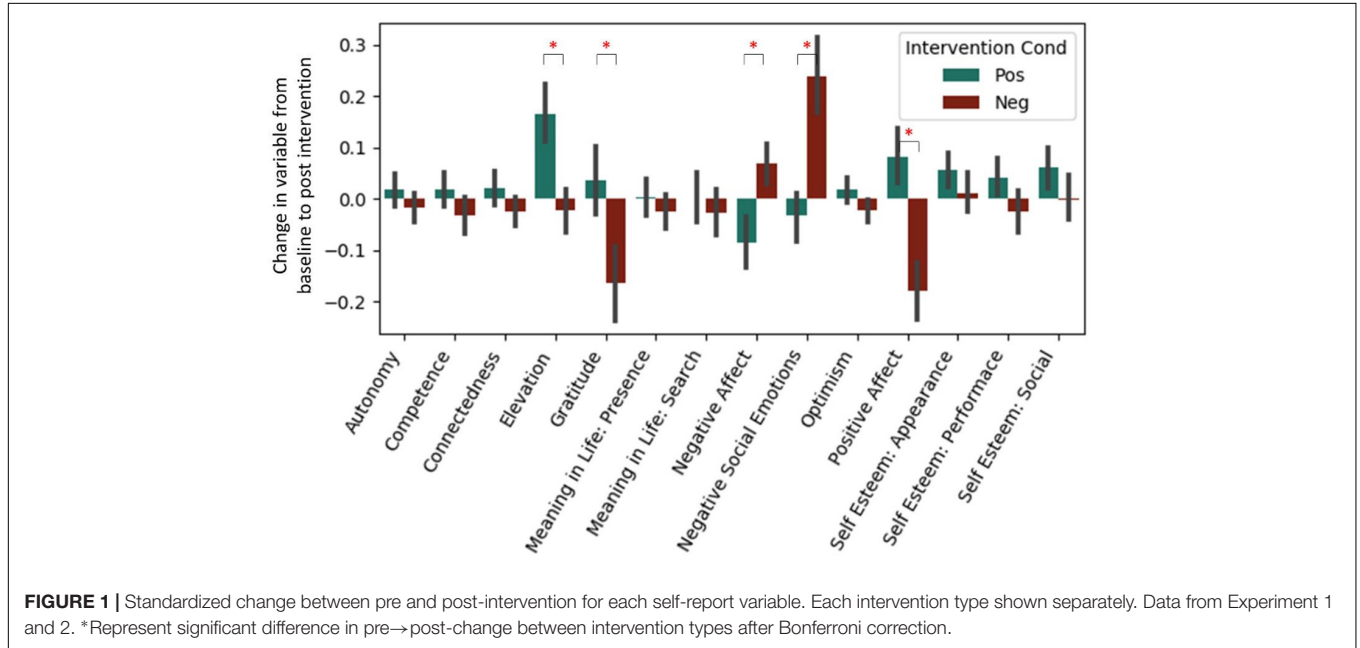 Change in variable from
baseline to post intervention
0.3
0.2
0.1
0.0
−0.1
−0.2
*
*
*
*
*
Intervention Cond
Pos
Neg
Autonomy
Competence
Connectedness
Elevation
Gratitude
Meaning in Life: Presence
Meaning in Life: Search
Negative Affect
Negative Social Emotions
Optimism
Positive Affect
Self Esteem: Appearance
Self Esteem: Performace
Self Esteem: Social
FIGURE 1 | Standardized change between pre and post-intervention for each self-report variable. Each intervention type shown separately. Data from Experiment 1
and 2. *Represent significant difference in pre→post-change between intervention types after Bonferroni correction.